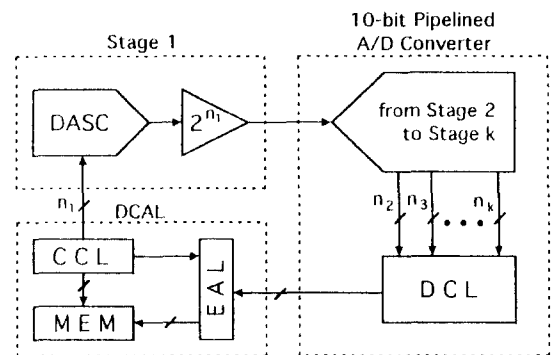 10-bit Pipelined
A/D Converter
Stage 1
DASC
2^n1
from Stage 2
to Stage k
n1
DCAL
n2 n3 nk
CCL
EAL
MEM
DCL